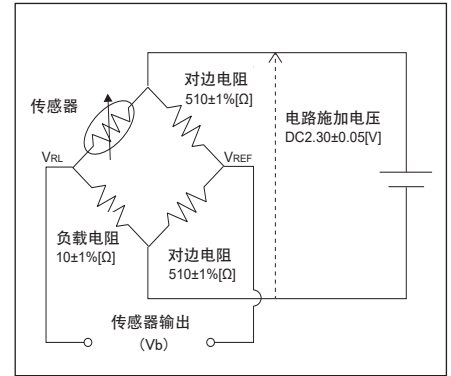 对边电阻
510±1%[Ω]
传感器
电路施加电压
DC2.30±0.05[V]
VRL
VREF
负载电阻
10±1%[Ω]
对边电阻
510±1%[Ω]
传感器输出
（Vb）